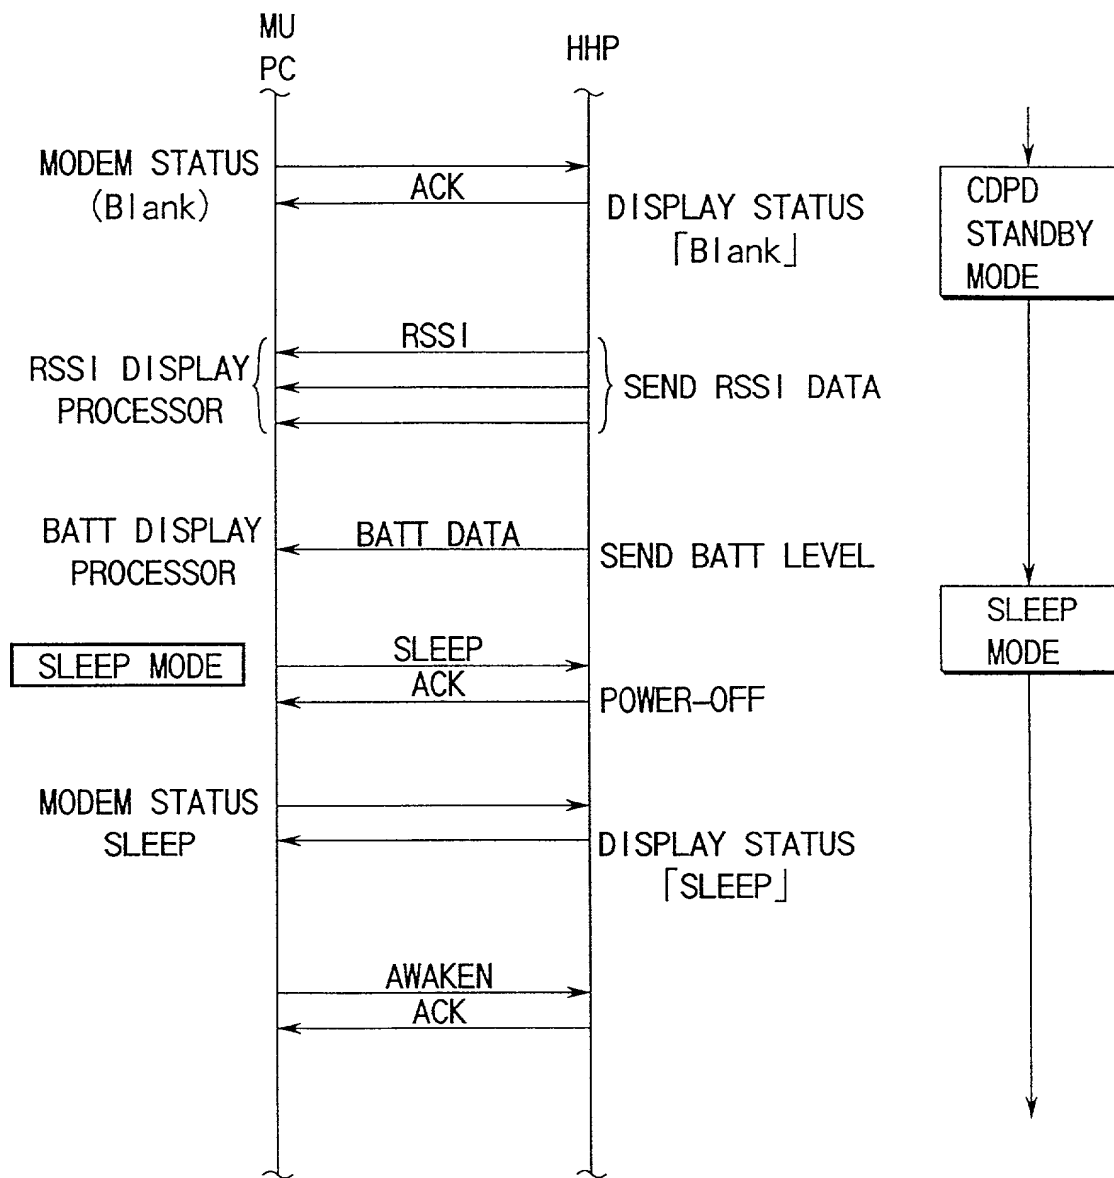 MU
PC
HHP
MODEM STATUS
(Blank)
ACK
DISPLAY STATUS
「Blank」
CDPD
STANDBY
MODE
RSSI
RSSI DISPLAY
PROCESSOR
SEND RSSI DATA
BATT DISPLAY
PROCESSOR
BATT DATA
SEND BATT LEVEL
SLEEP
MODE
SLEEP MODE
SLEEP
ACK
POWER-OFF
MODEM STATUS
SLEEP
DISPLAY STATUS
「SLEEP」
AWAKEN
ACK